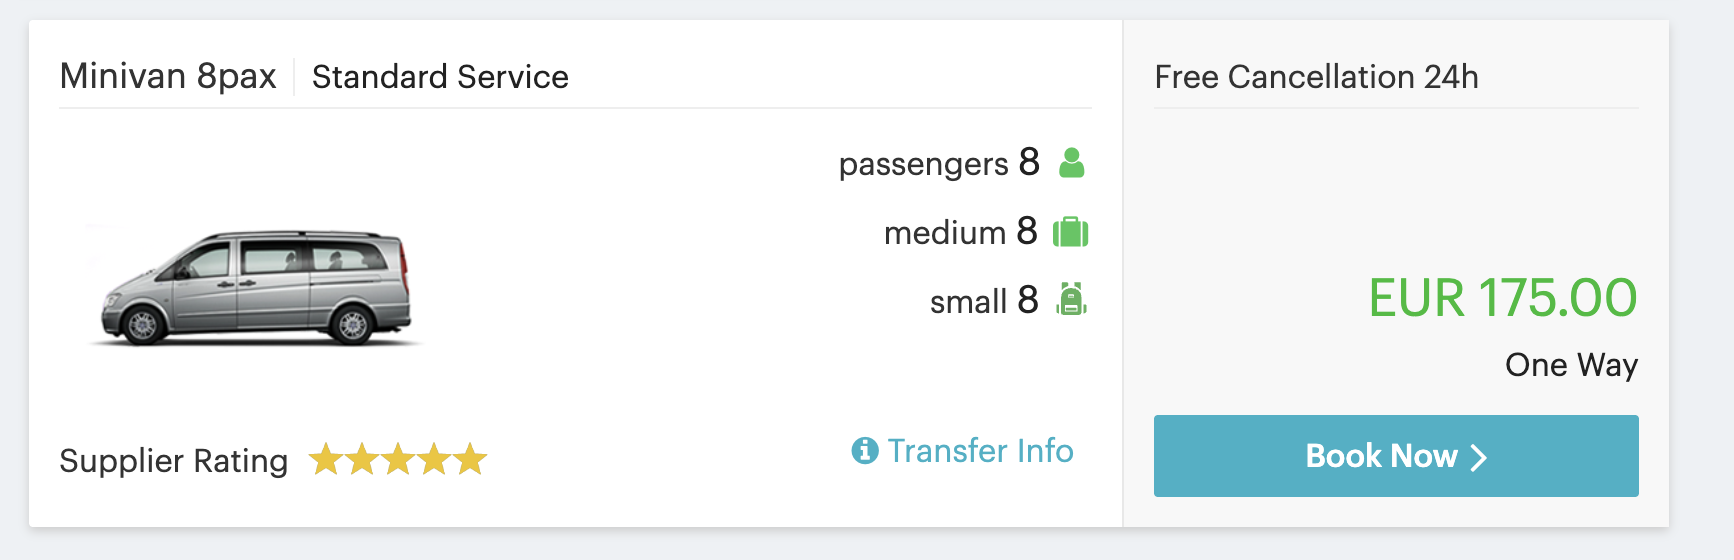 Minivan 8pax Standard Service
passengers 8
medium 8
small 8
Supplier Rating
Transfer Info
Free Cancellation 24h
EUR 175.00
One Way
Book Now